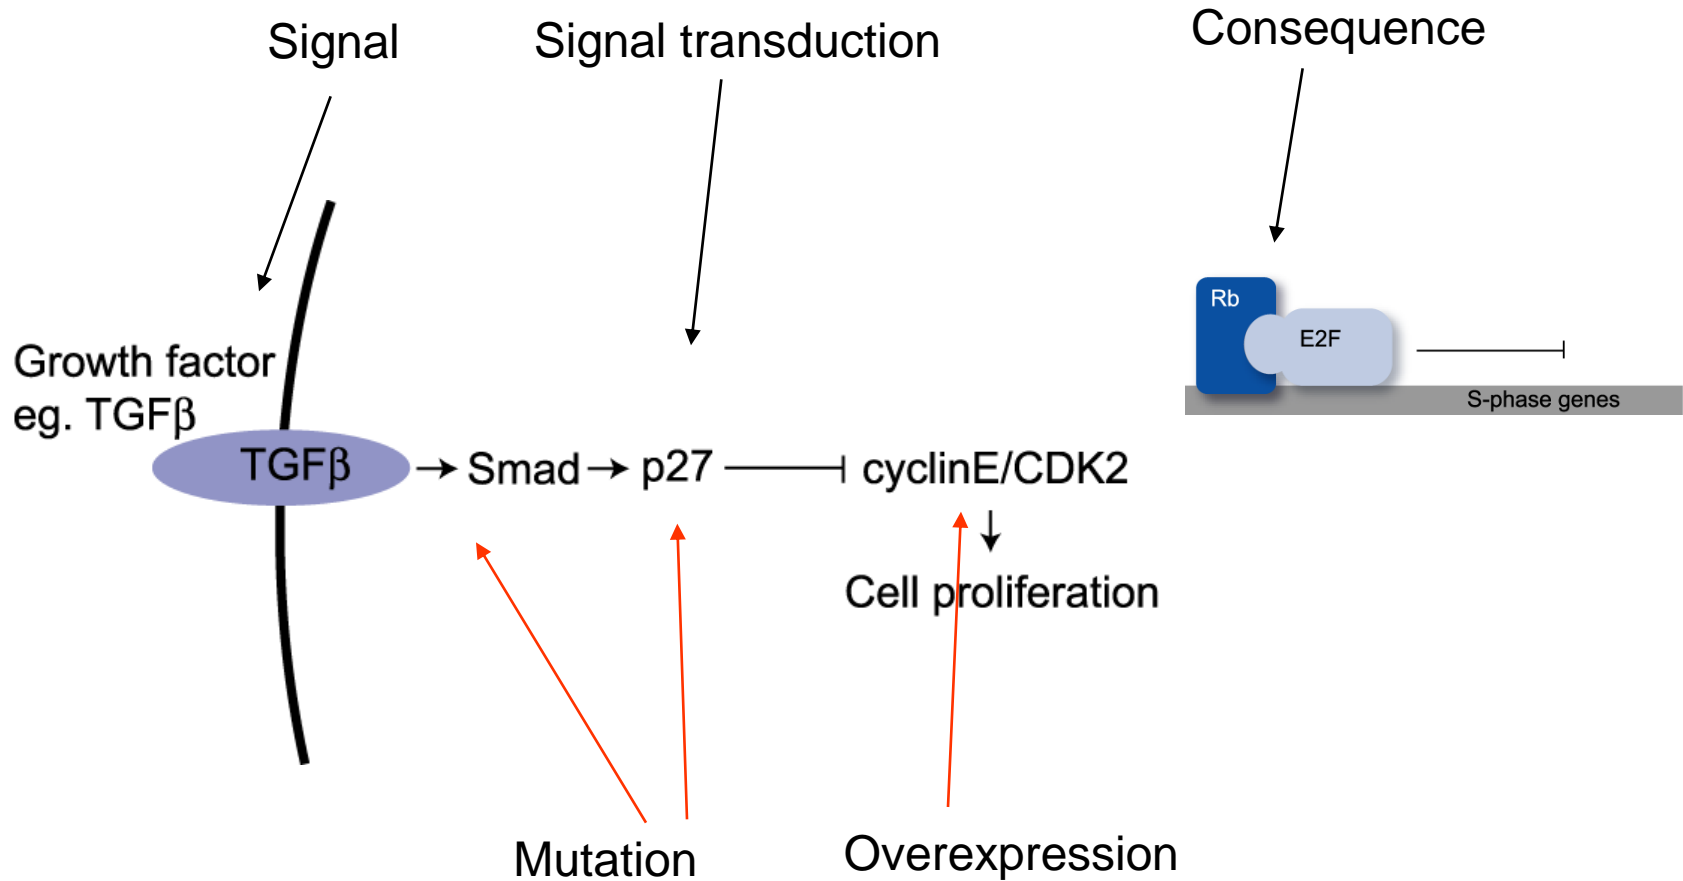 Signal
Signal transduction
Consequence
Rb
E2F
S-phase genes
Growth factor
eg. TGFβ
TGFβ
Smad
p27
cyclinE/CDK2
Cell proliferation
Mutation
Overexpression